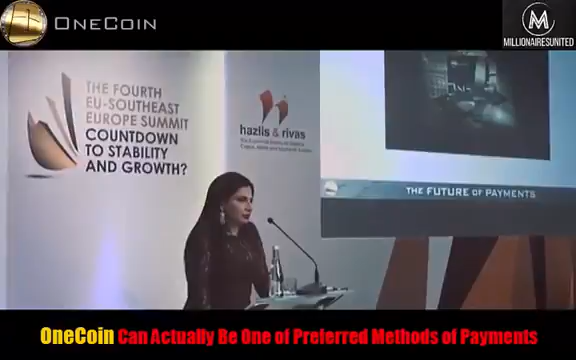 ONECOIN
MILLIONAIRESUNITED
THE FOURTH
EU-SOUTHEAST
EUROPE SUMMIT
COUNTDOWN
TO STABILITY
AND GROWTH?
hazlis & rivas
THE FUTURE OF PAYMENTS
OneCoin Can Actually Be One of Preferred Methods of Payments